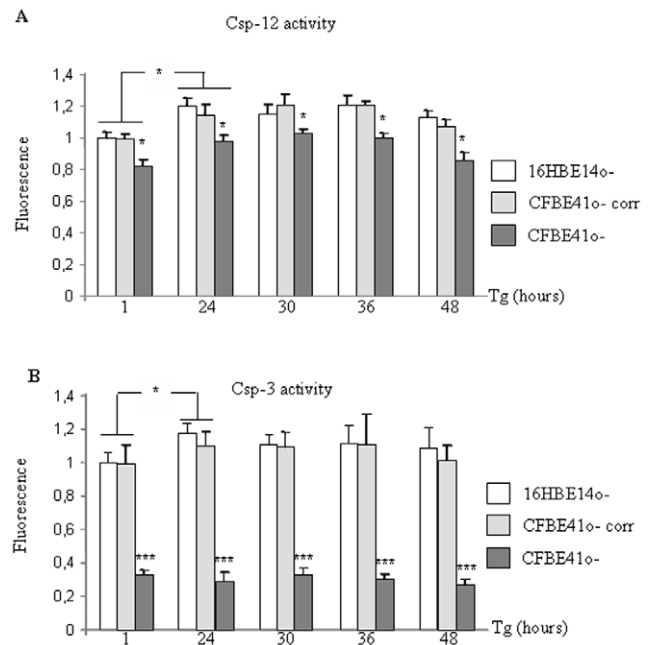 A
Csp-12 activity
Fluorescence
1,4
1,2
1
0,8
0,6
0,4
0,2
0
*
*
*
*
*
*
1
24
30
36
48
Tg (hours)
16HBE14o-
CFBE41o- corr
CFBE41o-
B
Csp-3 activity
Fluorescence
1,4
1,2
1
0,8
0,6
0,4
0,2
0
*
***
***
***
***
***
1
24
30
36
48
Tg (hours)
16HBE14o-
CFBE41o- corr
CFBE41o-